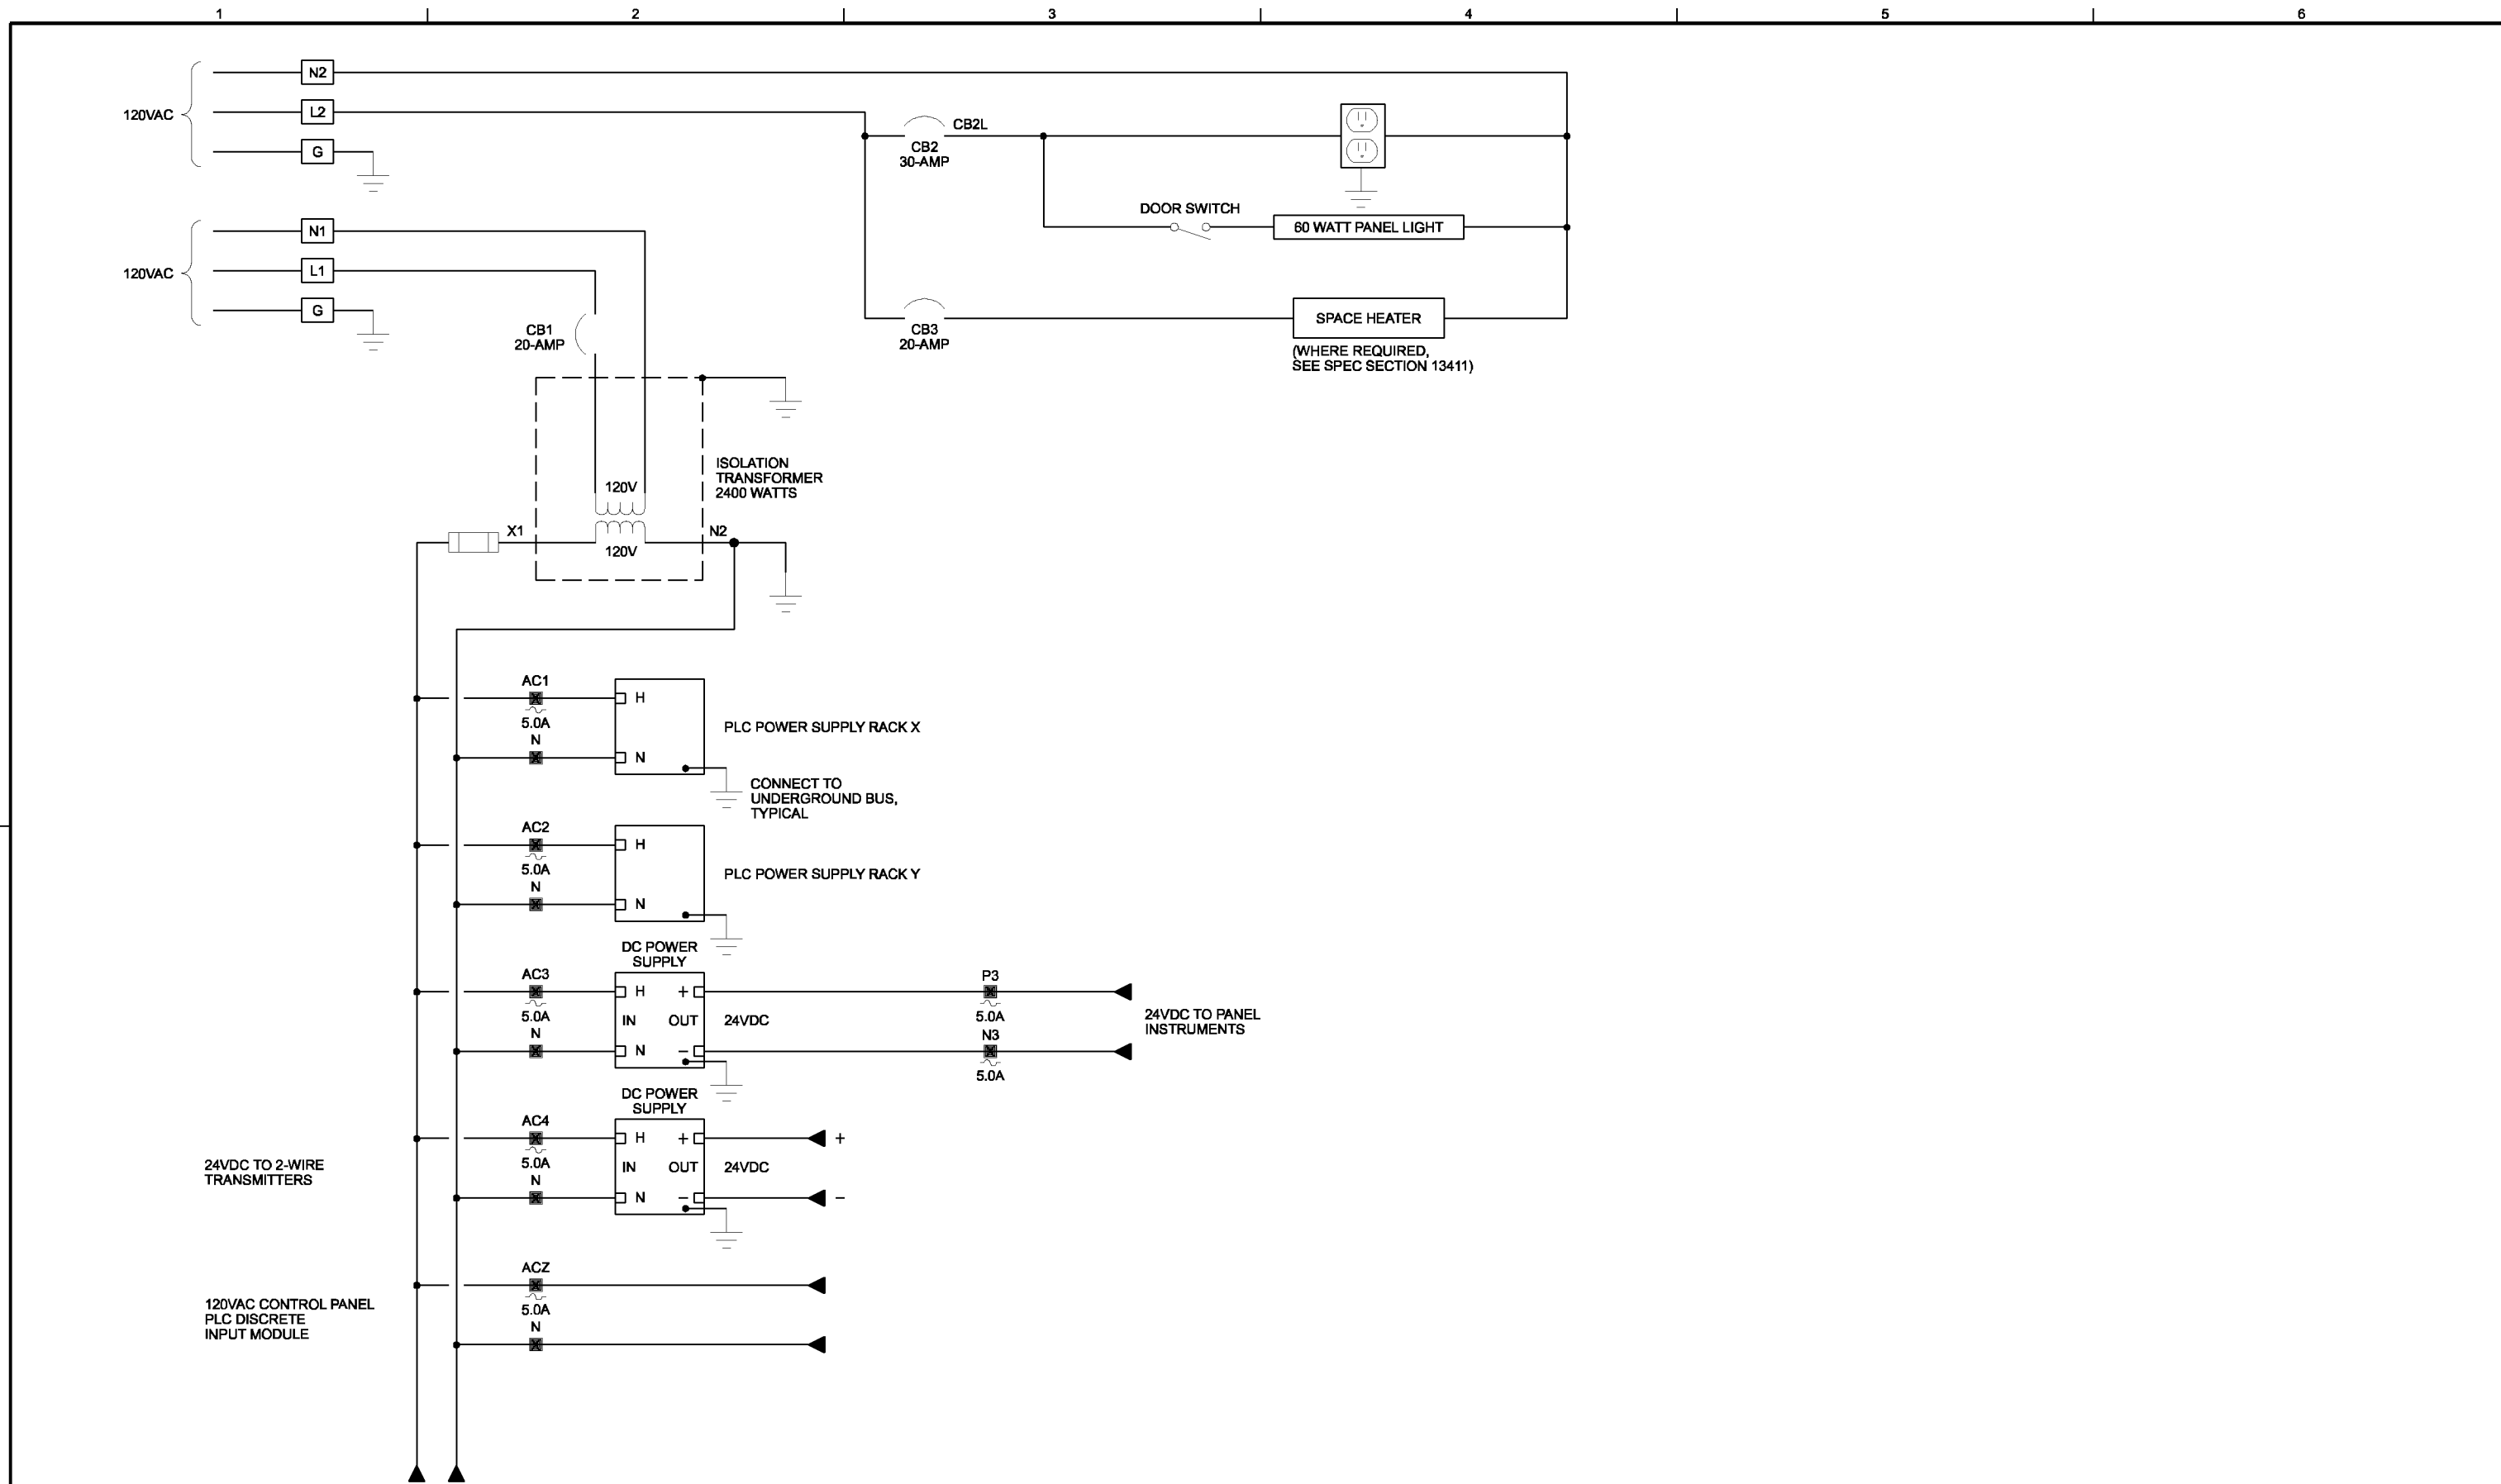 1
2
3
4
5
6
N2
120VAC
L2
G
CB2L
CB2
30-AMP
DOOR SWITCH
60 WATT PANEL LIGHT
N1
120VAC
L1
G
CB1
20-AMP
CB3
20-AMP
SPACE HEATER
(WHERE REQUIRED,
SEE SPEC SECTION 13411)
ISOLATION
TRANSFORMER
2400 WATTS
120V
X1
N2
120V
AC1
H
5.0A
N
N
PLC POWER SUPPLY RACK X
CONNECT TO
UNDERGROUND BUS,
TYPICAL
AC2
H
5.0A
N
N
PLC POWER SUPPLY RACK Y
DC POWER
SUPPLY
AC3
H +
5.0A
IN OUT
24VDC
N
N −
P3
5.0A
N3
5.0A
24VDC TO PANEL
INSTRUMENTS
DC POWER
SUPPLY
AC4
H +
+
5.0A
IN OUT
24VDC
N
N −
−
24VDC TO 2-WIRE
TRANSMITTERS
ACZ
5.0A
N
120VAC CONTROL PANEL
PLC DISCRETE
INPUT MODULE